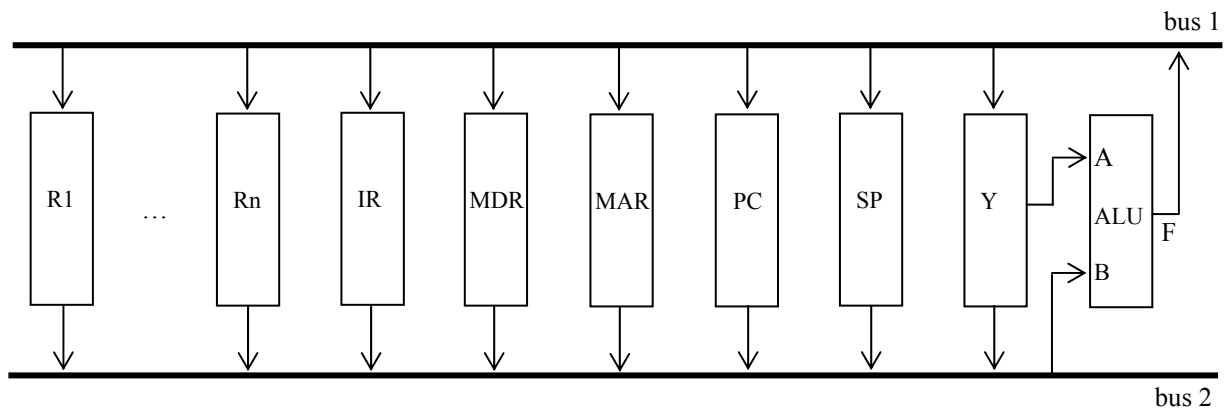 bus 1
R1 … Rn IR MDR MAR PC SP Y A
ALU
F
B
bus 2